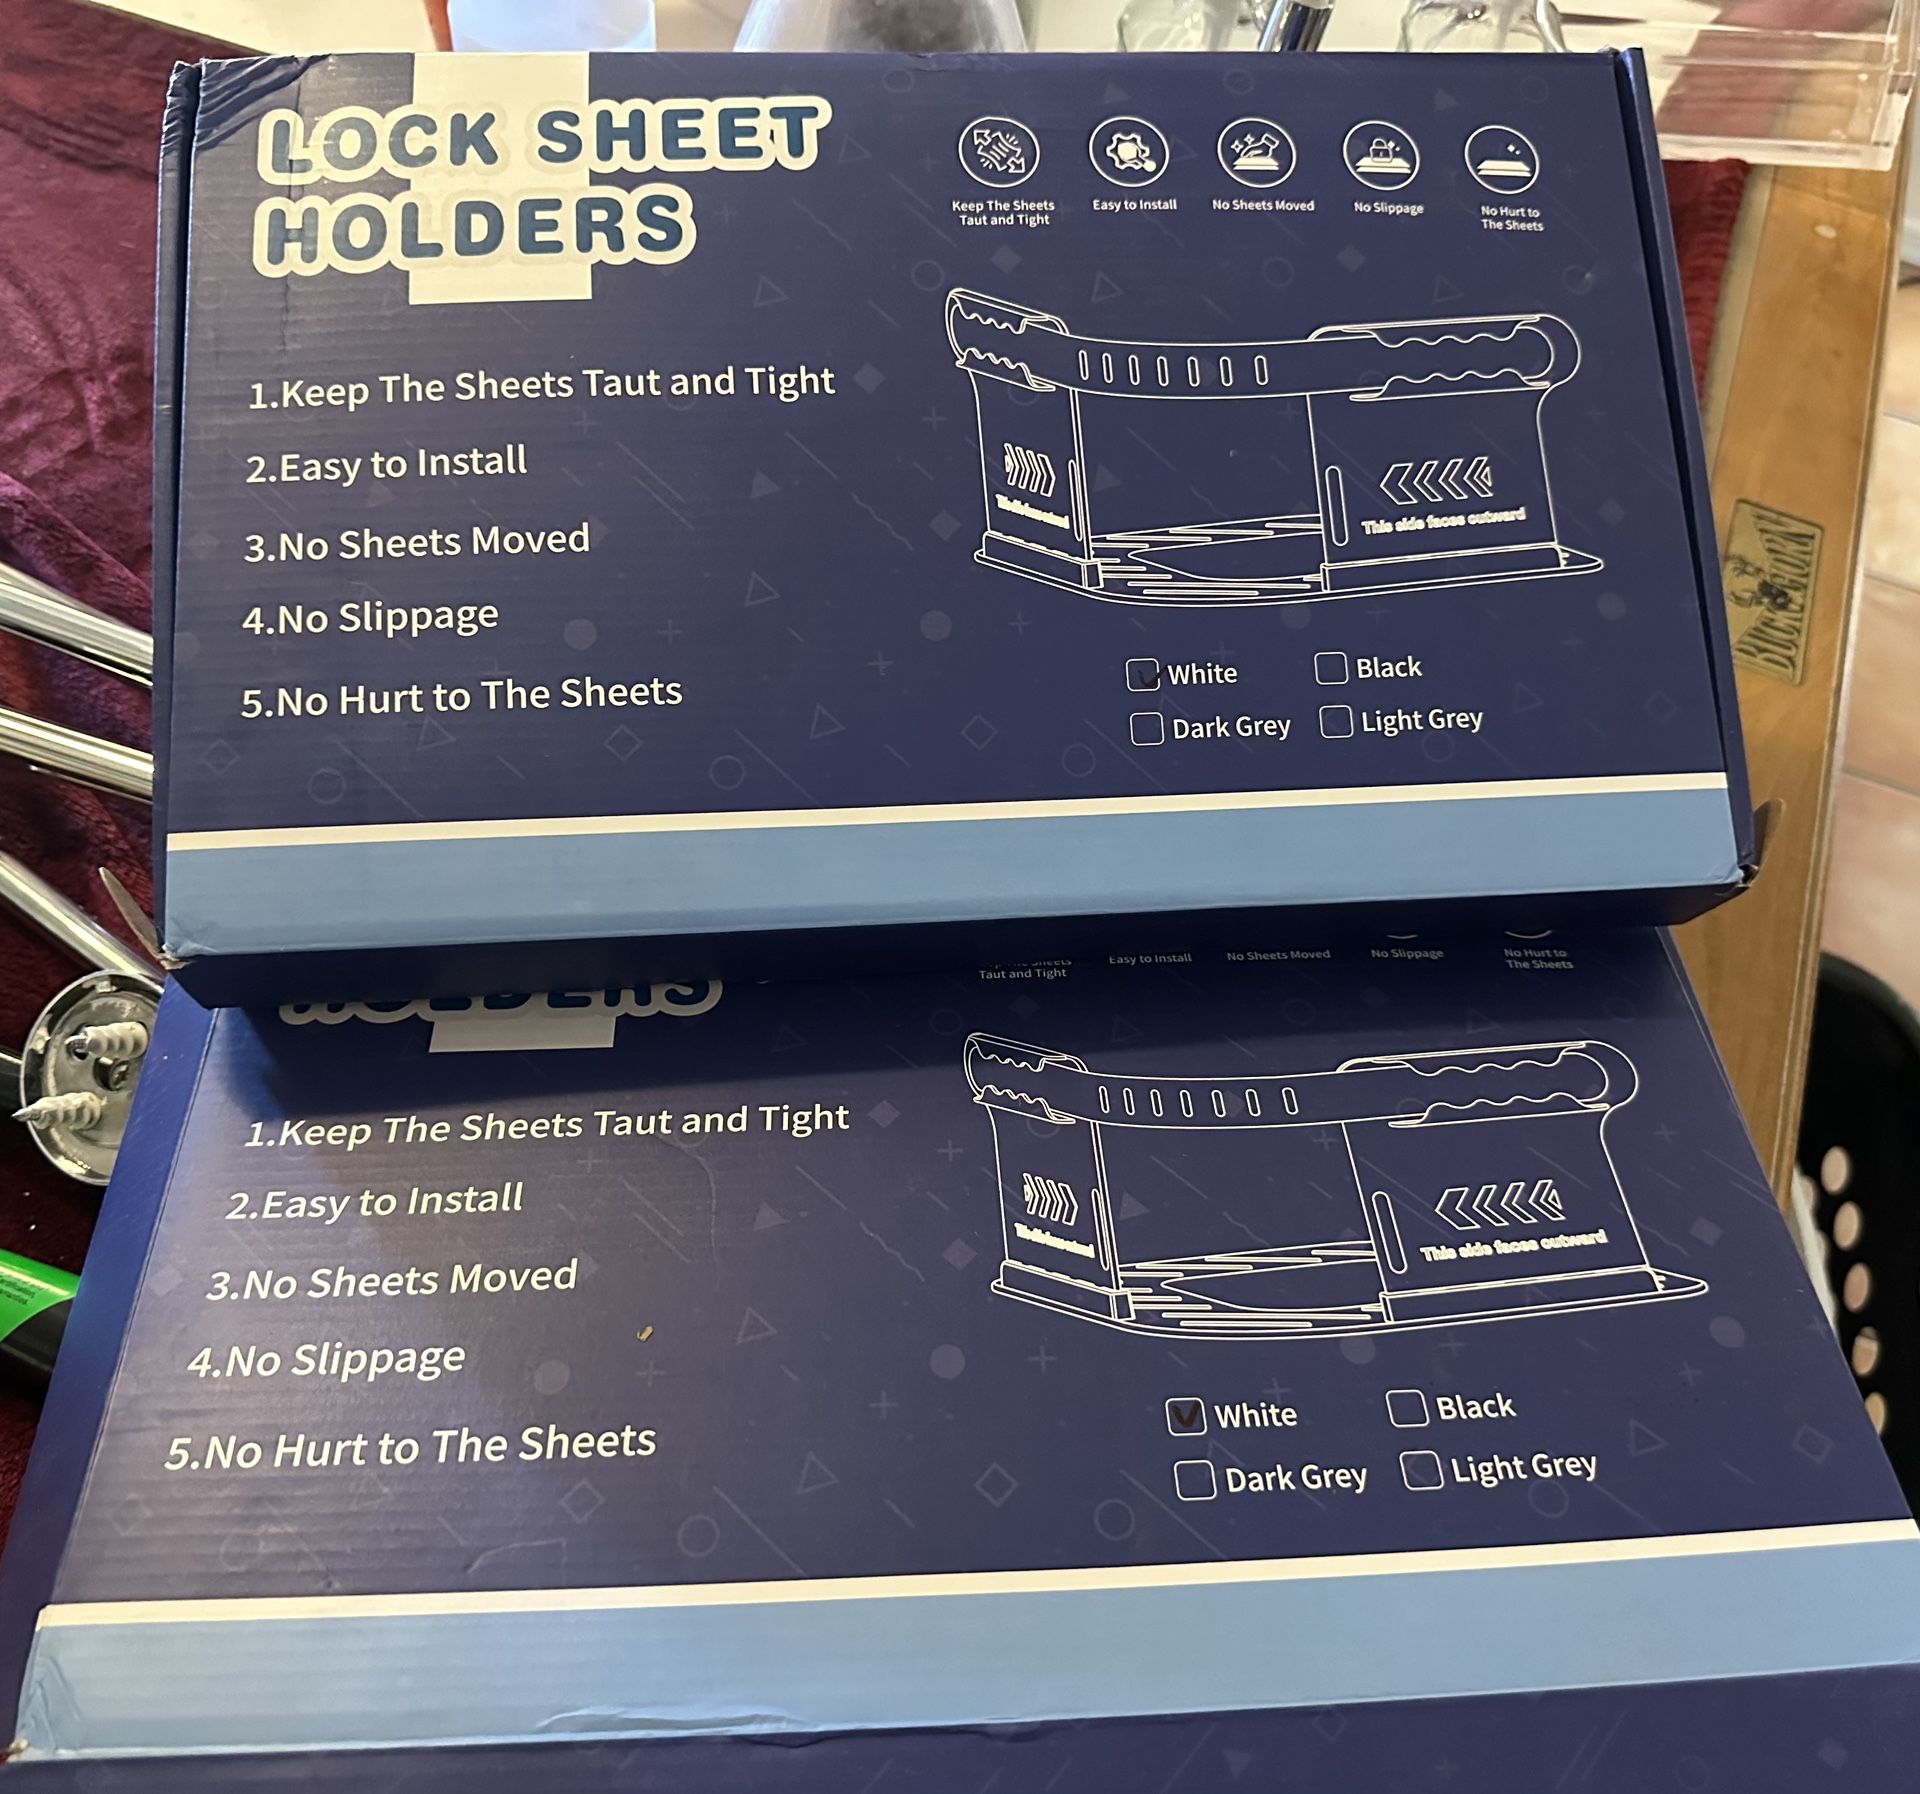 LOCK SHEET
HOLDERS
Keep The Sheets
Taut and Tight
Easy to Install
No Sheets Moved
No Slippage
No Hurt to
The Sheets
1.Keep The Sheets Taut and Tight
2.Easy to Install
3.No Sheets Moved
4.No Slippage
5.No Hurt to The Sheets
This side faces outward
White
Black
Dark Grey
Light Grey
BUCKHORN
HOLDERS
Taut and Tight
Easy to Install
No Sheets Moved
No Slippage
No Hurt to
The Sheets
1.Keep The Sheets Taut and Tight
2.Easy to Install
3.No Sheets Moved
4.No Slippage
5.No Hurt to The Sheets
This side faces outward
White
Black
Dark Grey
Light Grey